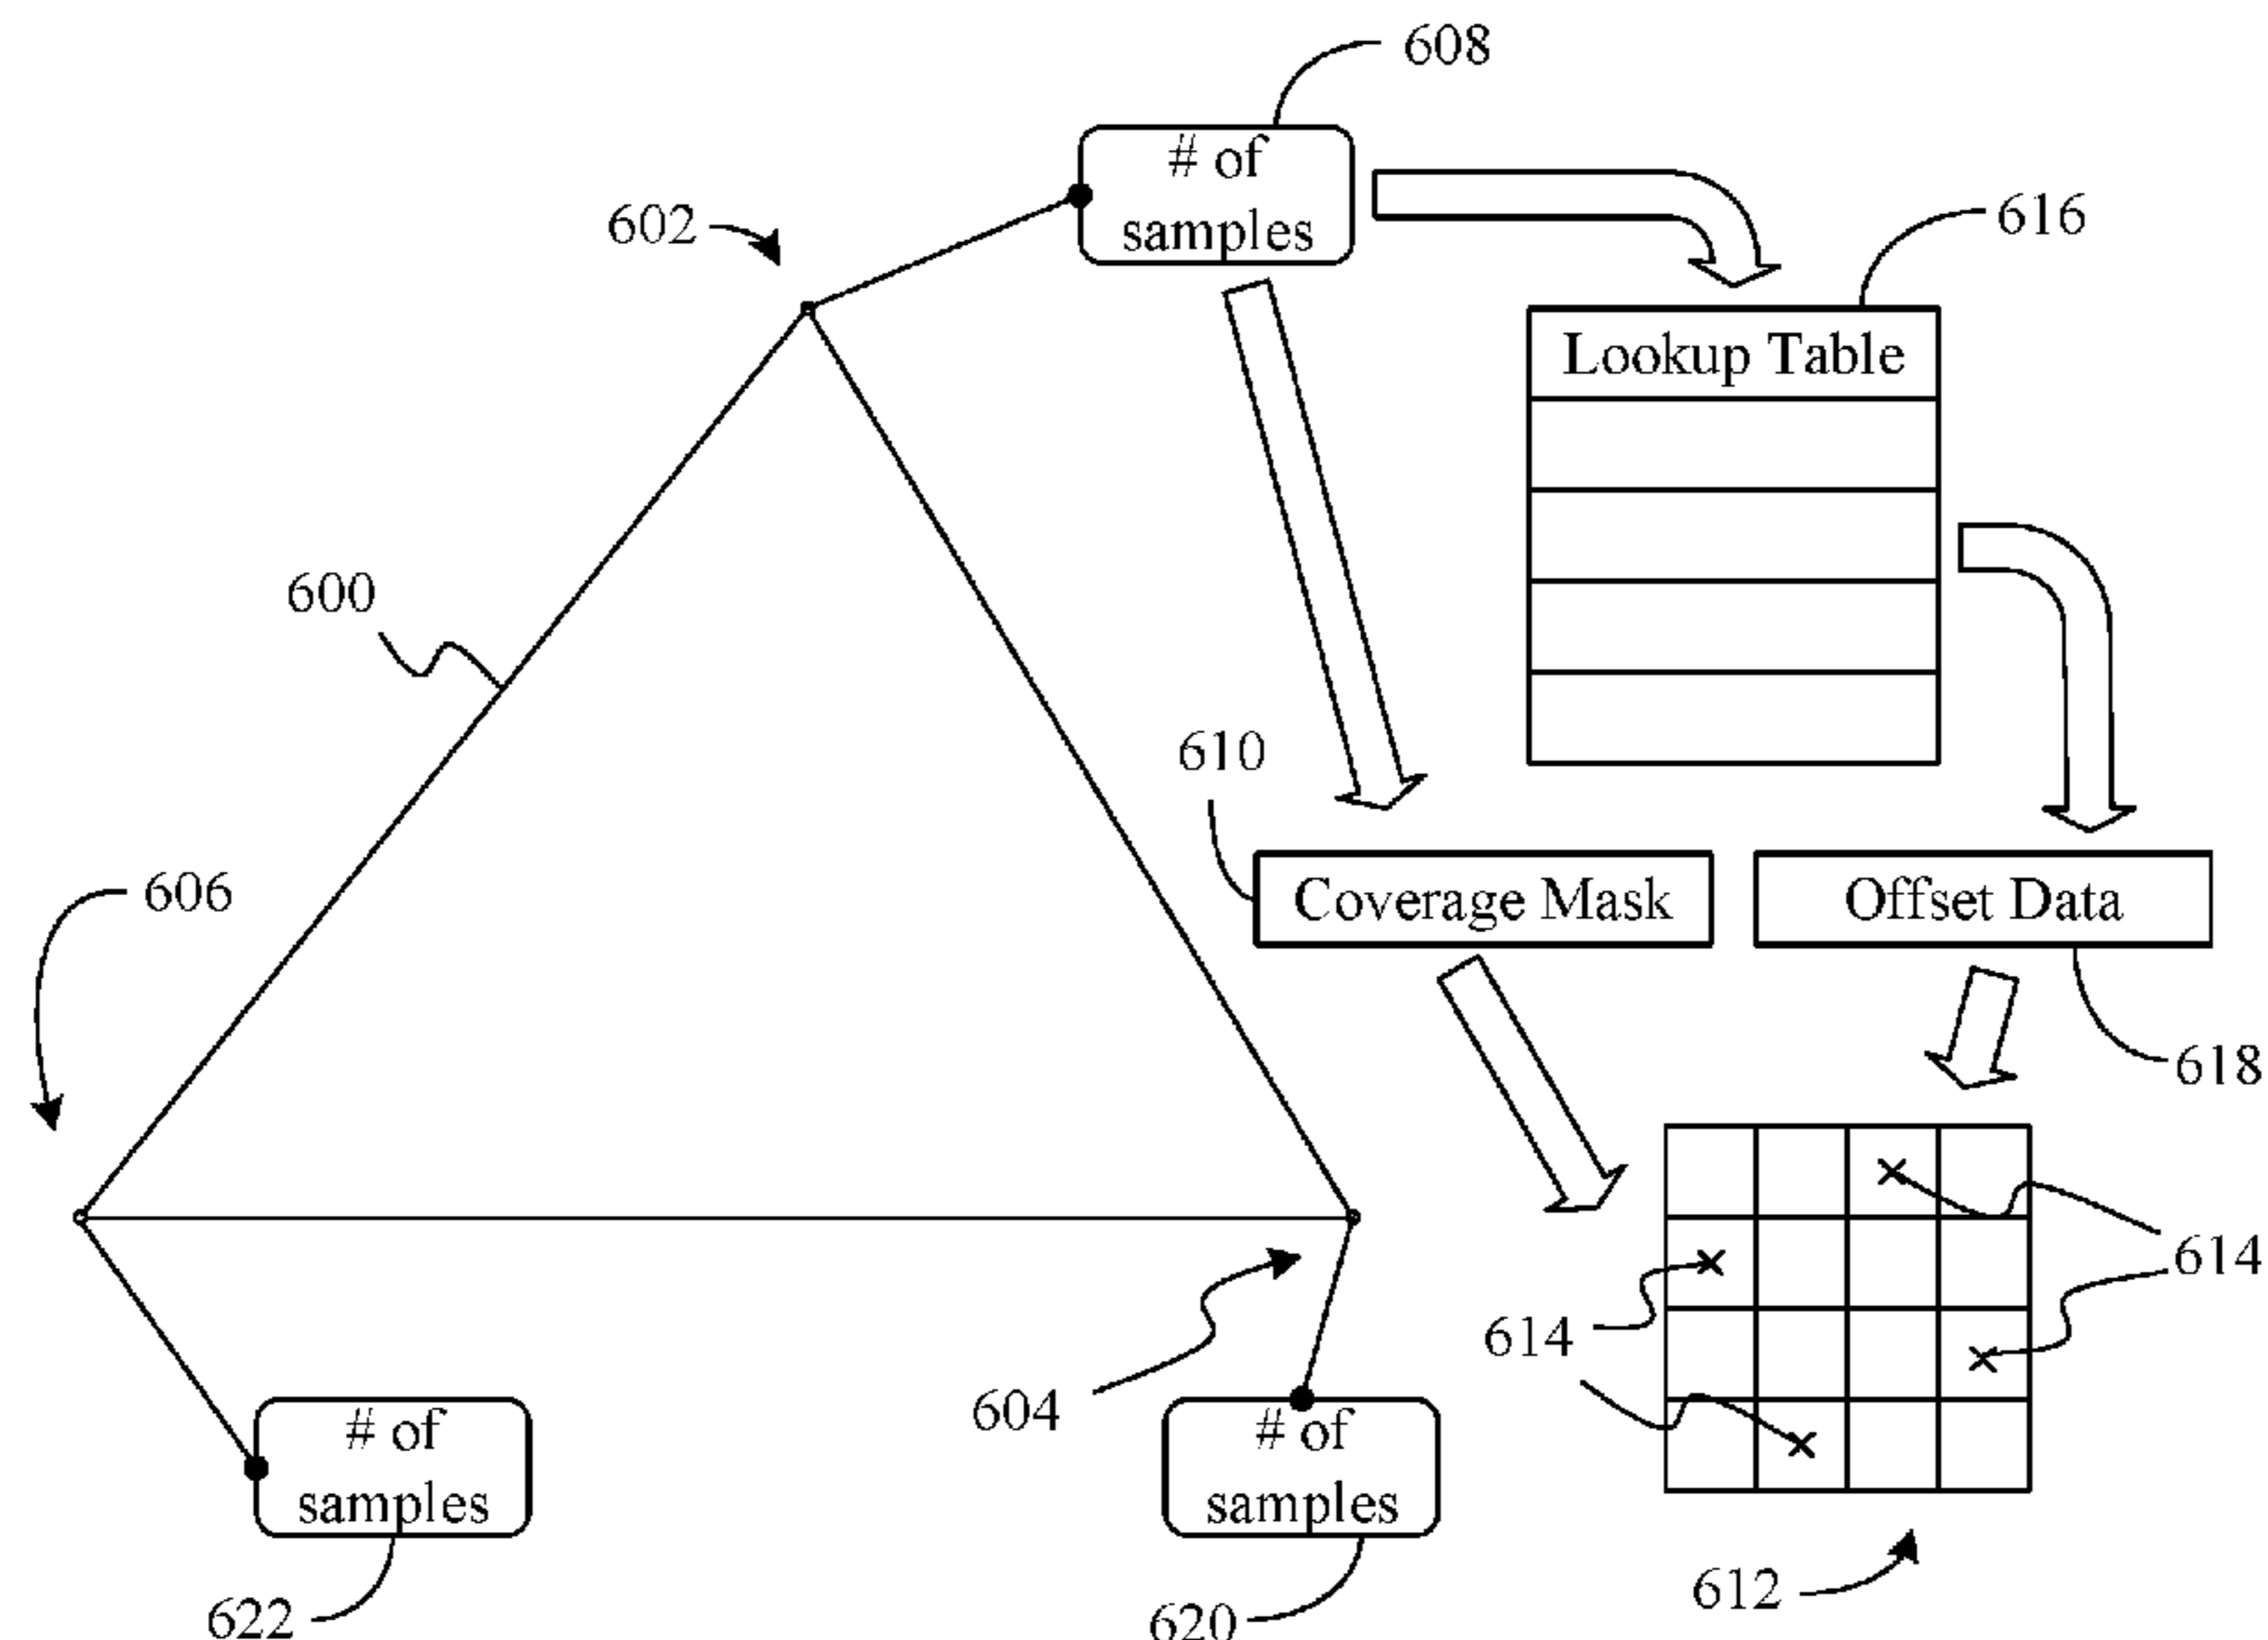 608
# of
samples
602
616
Lookup Table
600
610
606
Coverage Mask
Offset Data
618
614
614
604
# of
samples
# of
samples
612
622
620